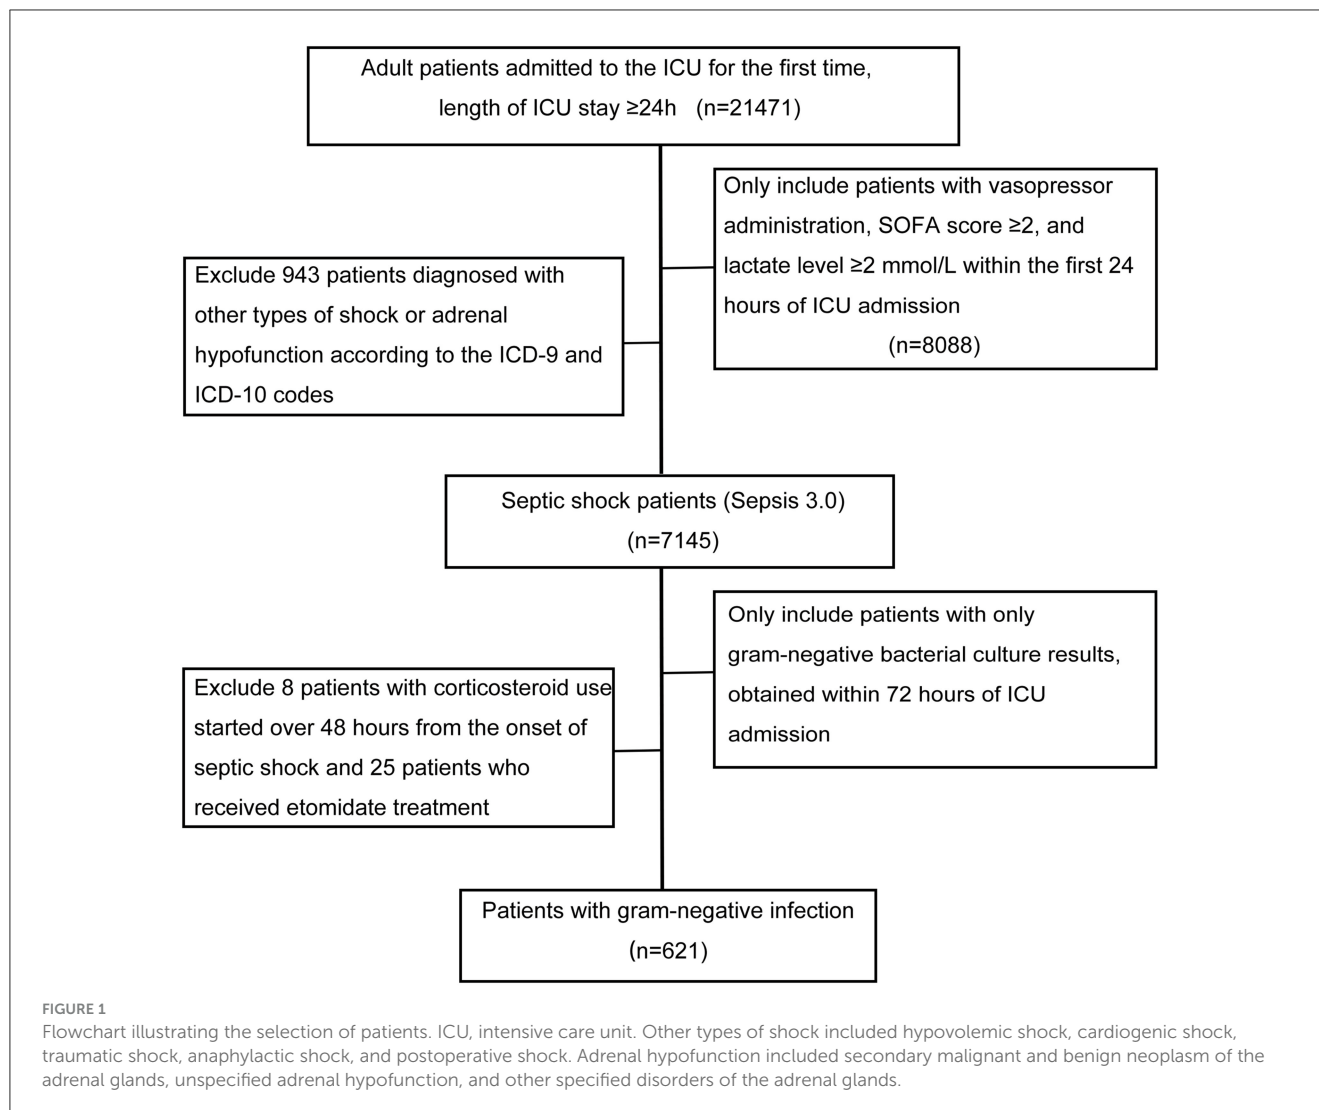 Adult patients admitted to the ICU for the first time,
length of ICU stay ≥24h (n=21471)
Only include patients with vasopressor
administration, SOFA score ≥2, and
lactate level ≥2 mmol/L within the first 24
hours of ICU admission
(n=8088)
Exclude 943 patients diagnosed with
other types of shock or adrenal
hypofunction according to the ICD-9 and
ICD-10 codes
Septic shock patients (Sepsis 3.0)
(n=7145)
Only include patients with only
gram-negative bacterial culture results,
obtained within 72 hours of ICU
admission
Exclude 8 patients with corticosteroid use
started over 48 hours from the onset of
septic shock and 25 patients who
received etomidate treatment
Patients with gram-negative infection
(n=621)
FIGURE 1
Flowchart illustrating the selection of patients. ICU, intensive care unit. Other types of shock included hypovolemic shock, cardiogenic shock,
traumatic shock, anaphylactic shock, and postoperative shock. Adrenal hypofunction included secondary malignant and benign neoplasm of the
adrenal glands, unspecified adrenal hypofunction, and other specified disorders of the adrenal glands.